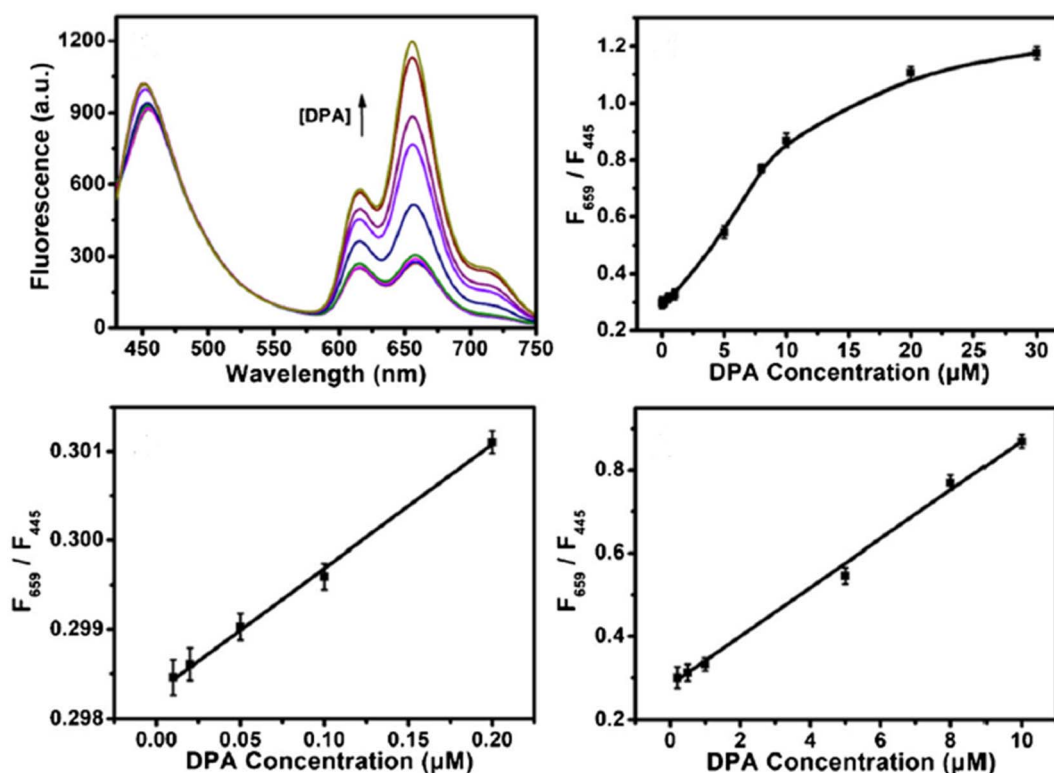 1200
900
600
300
0
Fluorescence (a.u.)
[DPA]
450 500 550 600 650 700 750
Wavelength (nm)
1.2
1.0
0.8
0.6
0.4
0.2
F659 / F445
0 5 10 15 20 25 30
DPA Concentration (µM)
0.301
0.300
0.299
0.298
F659 / F445
0.00 0.05 0.10 0.15 0.20
DPA Concentration (µM)
0.8
0.6
0.4
0.2
F659 / F445
0 2 4 6 8 10
DPA Concentration (µM)